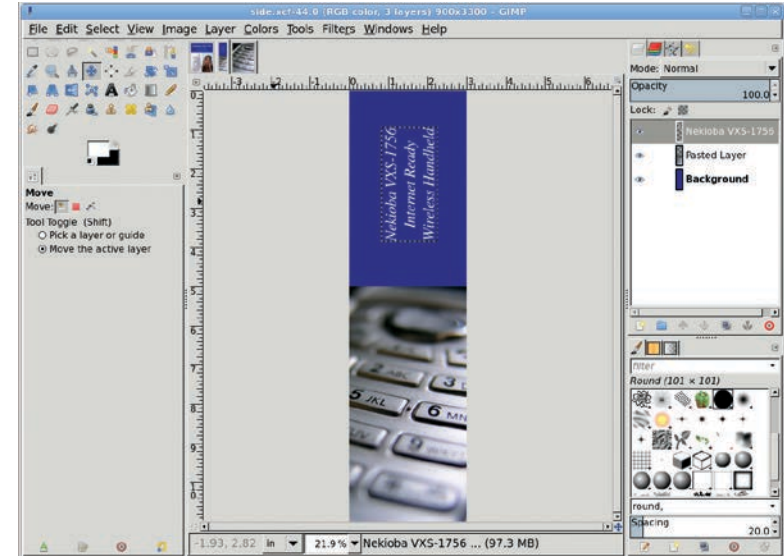 side.xcf-44.0 (RGB color, 3 layers) 900x3300 – GIMP
File Edit Select View Image Layer Colors Tools Filters Windows Help
Move
Move:
Tool Toggle (Shift)
Pick a layer or guide
Move the active layer
Nekioba VXS-1756
Internet Ready
Wireless Handheld
2 ABC
3
5 JKL
6 MN
9
Mode: Normal
Opacity
100.0
Lock:
Nekioba VXS-1756
Pasted Layer
Background
filter
Round (101 × 101)
round,
Spacing
20.0
-1.93, 2.82 in 21.9% Nekioba VXS-1756 ... (97.3 MB)